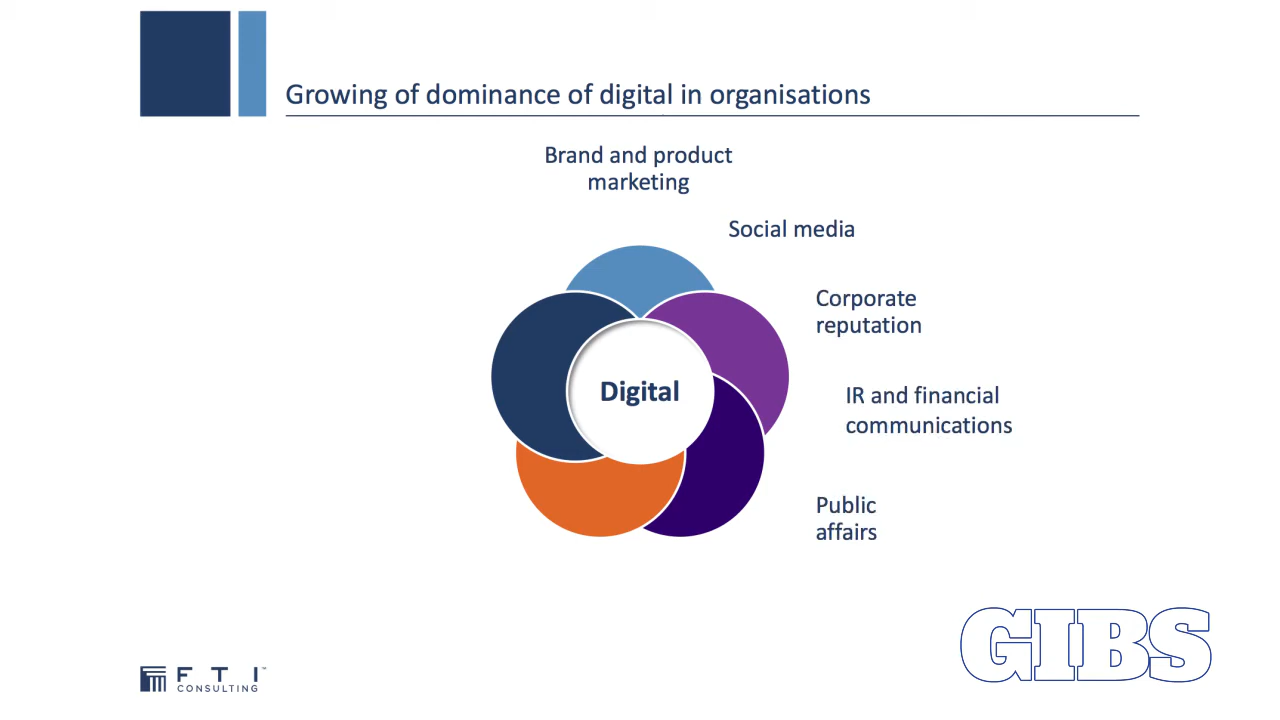 Growing of dominance of digital in organisations
Brand and product
marketing
Social media
Corporate
reputation
Digital
IR and financial
communications
Public
affairs
GIBS
F T I™
CONSULTING